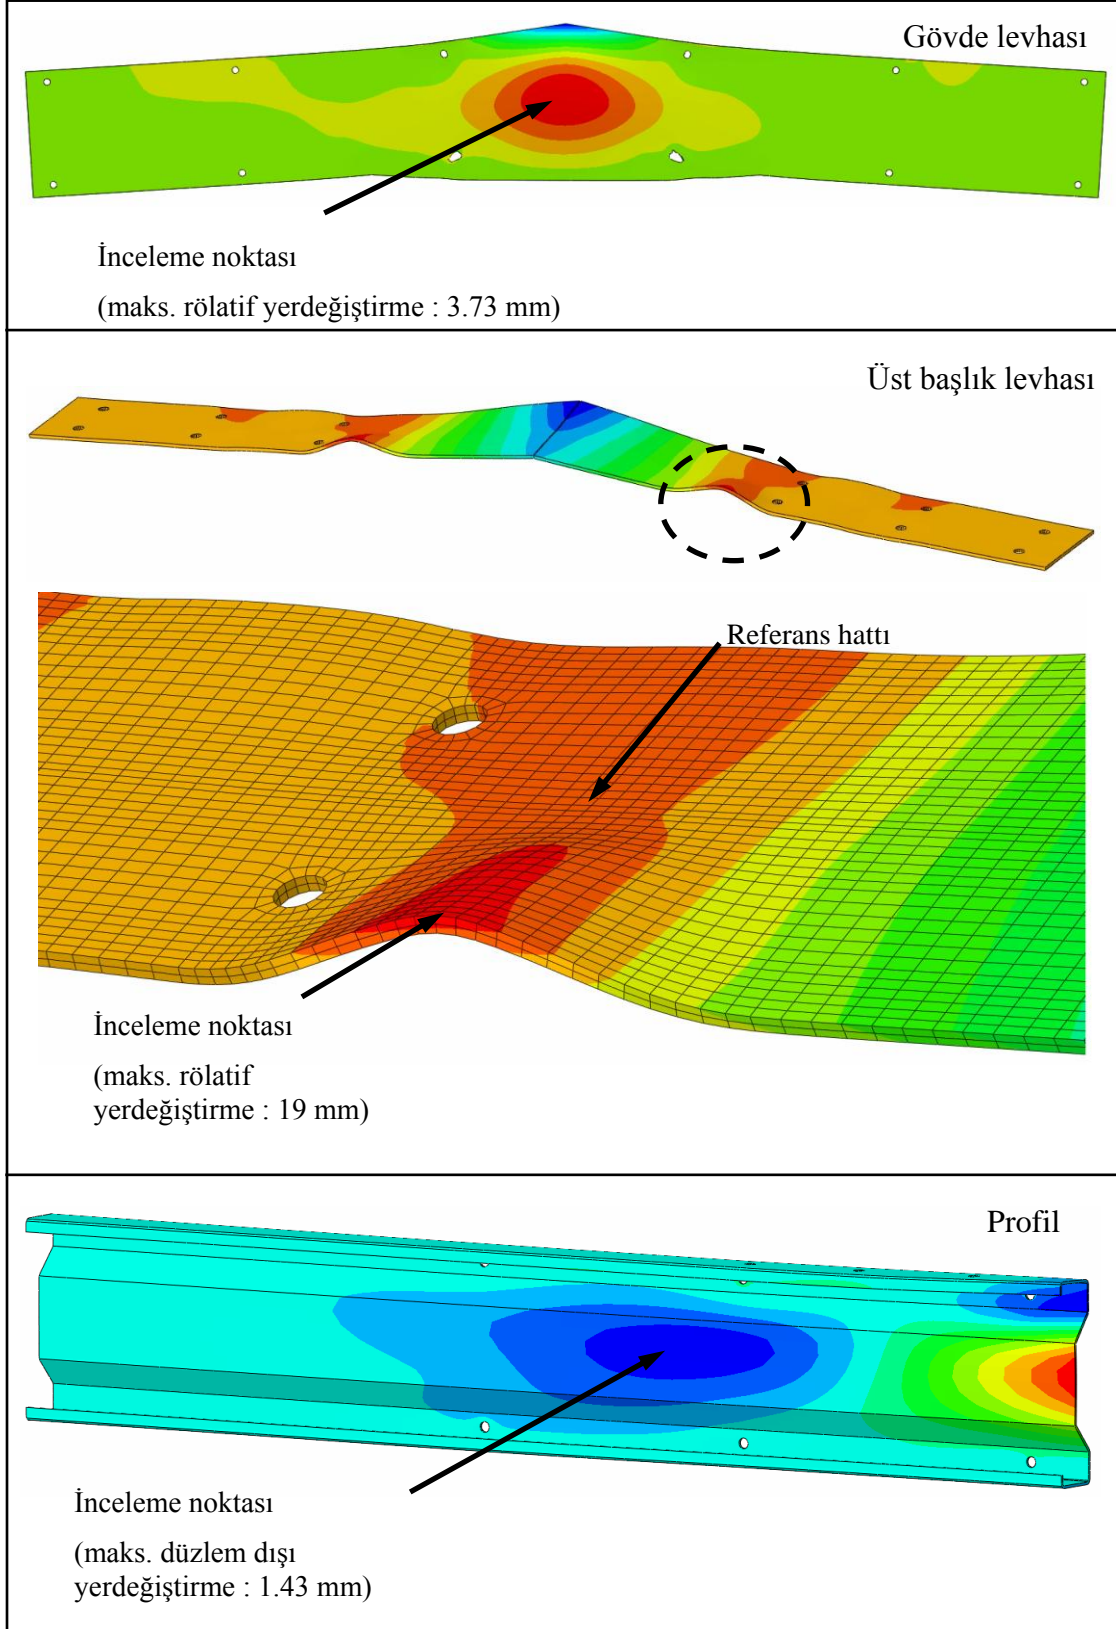 Gövde levhası
İnceleme noktası
(maks. rölatif yerdeğiştirme : 3.73 mm)
Üst başlık levhası
Referans hattı
İnceleme noktası
(maks. rölatif
yerdeğiştirme : 19 mm)
Profil
İnceleme noktası
(maks. düzlem dışı
yerdeğiştirme : 1.43 mm)